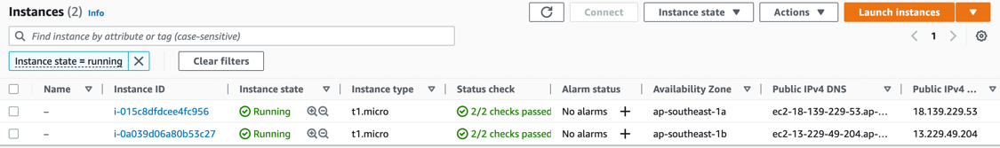 Instances (2) Info
Connect Instance state Actions Launch instances
Find instance by attribute or tag (case-sensitive)
1
Instance state = running Clear filters
Name Instance ID Instance state Instance type Status check Alarm status Availability Zone Public IPv4 DNS Public IPv4 ...
– i-015c8dfdcee4fc956 Running t1.micro 2/2 checks passed No alarms + ap-southeast-1a ec2-18-139-229-53.ap-... 18.139.229.53
– i-0a039d06a80b53c27 Running t1.micro 2/2 checks passed No alarms + ap-southeast-1b ec2-13-229-49-204.ap-... 13.229.49.204